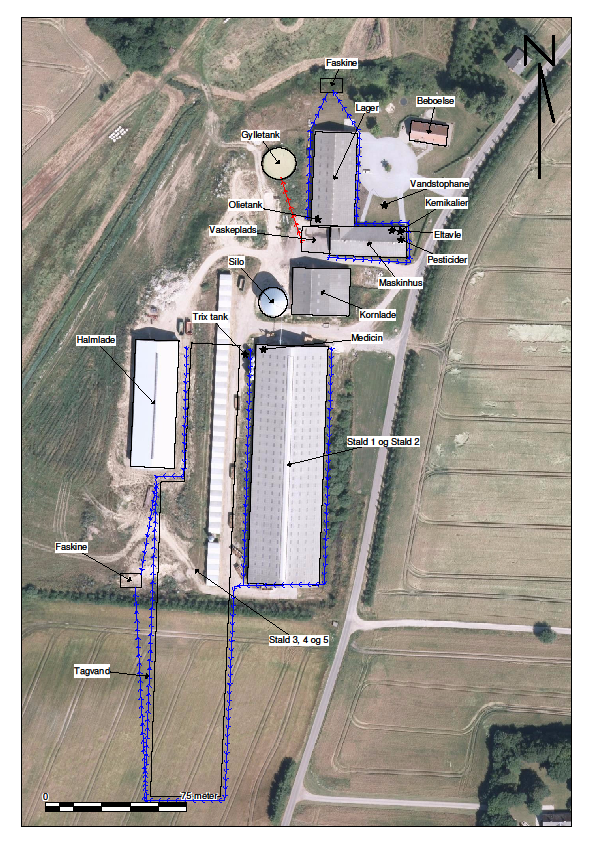 N
Faskine
Lager
Beboelse
Gylletank
Vandstophane
Olietank
Kemikalier
Vaskeplads
Eltavle
Pesticider
Silo
Maskinhus
Trix tank
Kornlade
Halmlade
Medicin
Stald 1 og Stald 2
Faskine
Stald 3, 4 og 5
Tagvand
0
75 meter